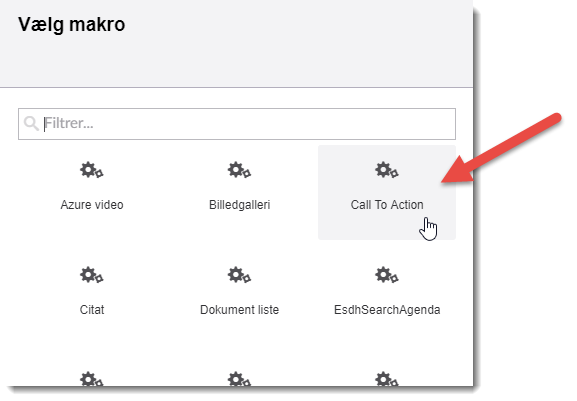 Vælg makro
Filtrer...
Azure video
Billedgalleri
Call To Action
Citat
Dokument liste
EsdhSearchAgenda